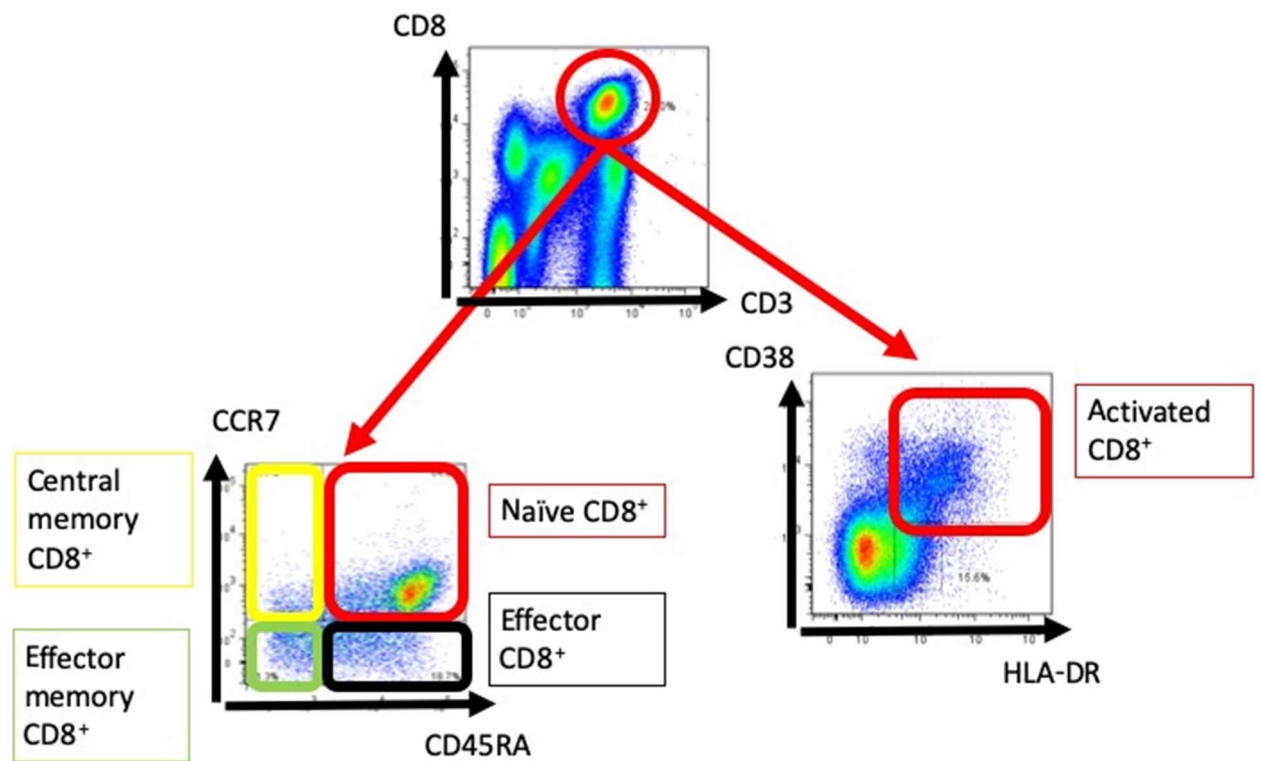 CD8
CD3
CD38
Activated
CD8⁺
HLA-DR
15.6%
CCR7
Central
memory
CD8⁺
Naïve CD8⁺
Effector
memory
CD8⁺
Effector
CD8⁺
CD45RA